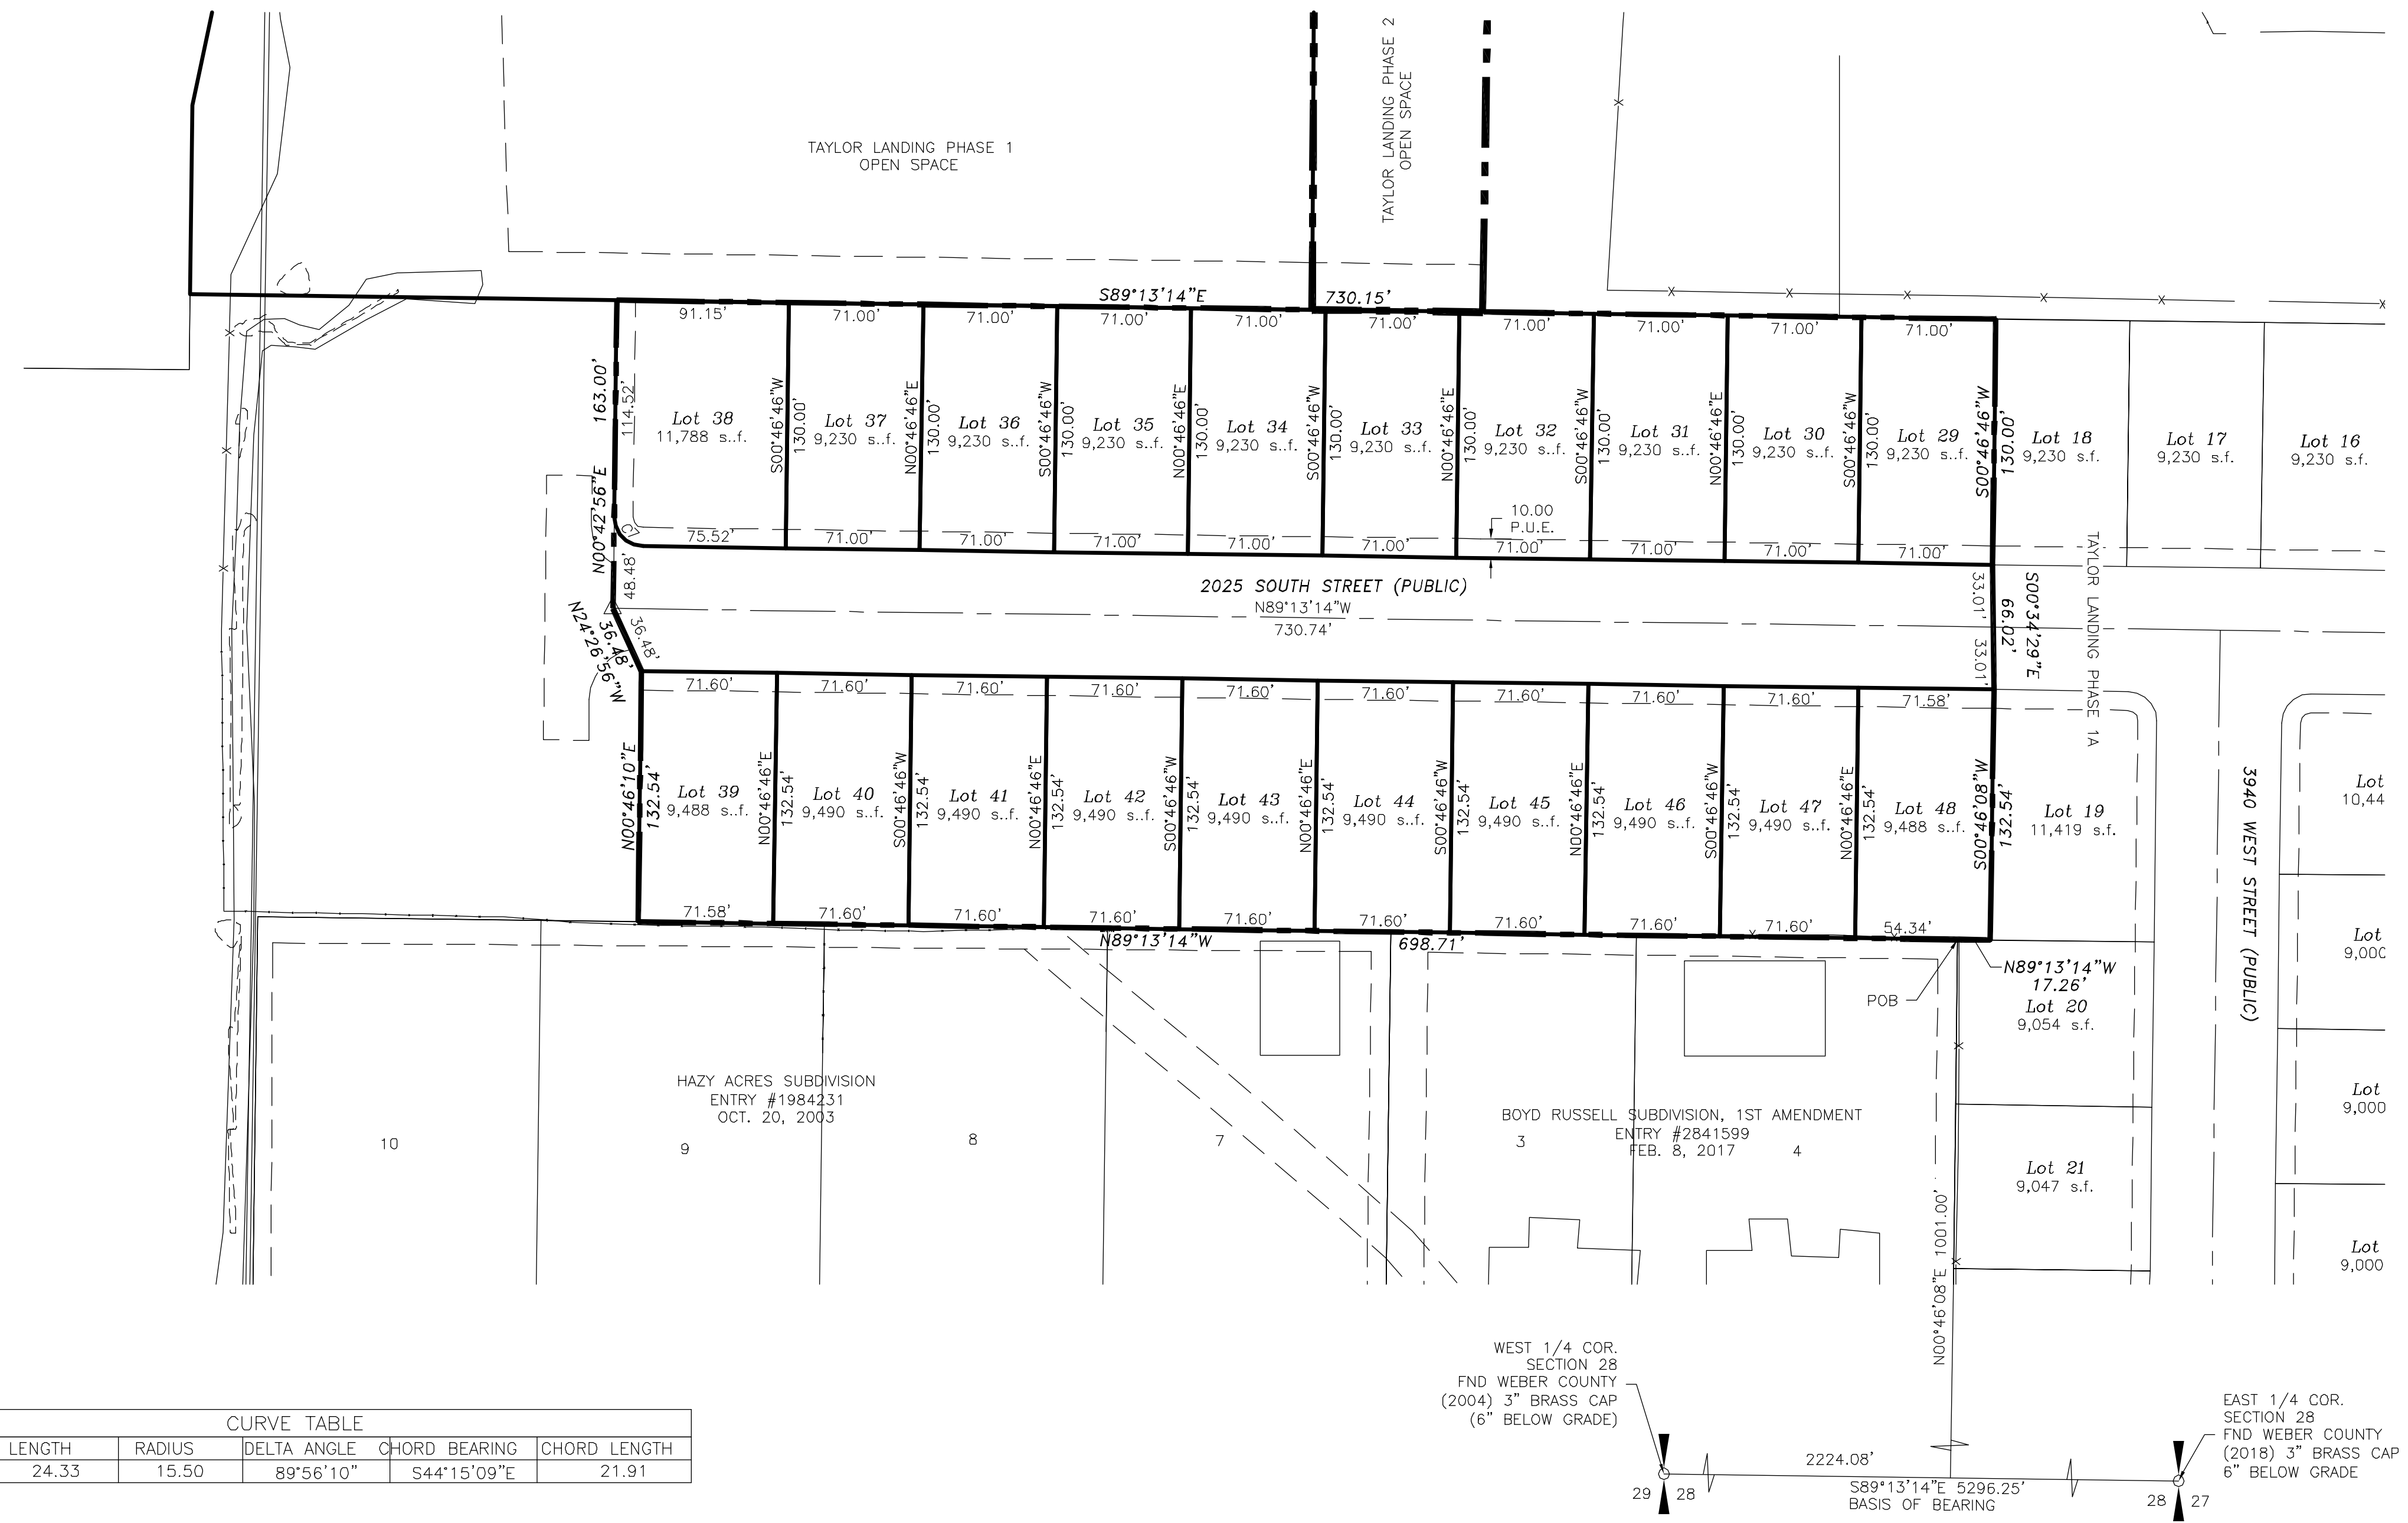 TAYLOR LANDING PHASE 1
OPEN SPACE
TAYLOR LANDING PHASE 2
OPEN SPACE
S89°13'14"E
730.15'
91.15'
71.00'
71.00'
71.00'
71.00'
71.00'
71.00'
71.00'
71.00'
71.00'
163.00'
N00°42'56"E
114.52'
Lot 38
11,788 s..f.
S00°46'46"W
130.00'
Lot 37
9,230 s..f.
N00°46'46"E
130.00'
Lot 36
9,230 s..f.
S00°46'46"W
130.00'
Lot 35
9,230 s..f.
N00°46'46"E
130.00'
Lot 34
9,230 s..f.
S00°46'46"W
130.00'
Lot 33
9,230 s..f.
N00°46'46"E
130.00'
Lot 32
9,230 s..f.
S00°46'46"W
130.00'
Lot 31
9,230 s..f.
N00°46'46"E
130.00'
Lot 30
9,230 s..f.
S00°46'46"W
130.00'
Lot 29
9,230 s..f.
S00°46'46"W
130.00'
Lot 18
9,230 s.f.
Lot 17
9,230 s.f.
Lot 16
9,230 s.f.
10.00
P.U.E.
C1
75.52'
71.00'
71.00'
71.00'
71.00'
71.00'
71.00'
71.00'
71.00'
71.00'
48.48'
2025 SOUTH STREET (PUBLIC)
N89°13'14"W
730.74'
33.01'
33.01'
S00°34'29"E
66.02'
TAYLOR LANDING PHASE 1A
36.48'
N24°26'56"W
36.48'
71.60'
71.60'
71.60'
71.60'
71.60'
71.60'
71.60'
71.60'
71.60'
71.58'
N00°46'10"E
132.54'
Lot 39
9,488 s..f.
N00°46'46"E
132.54'
Lot 40
9,490 s..f.
S00°46'46"W
132.54'
Lot 41
9,490 s..f.
N00°46'46"E
132.54'
Lot 42
9,490 s..f.
S00°46'46"W
132.54'
Lot 43
9,490 s..f.
N00°46'46"E
132.54'
Lot 44
9,490 s..f.
S00°46'46"W
132.54'
Lot 45
9,490 s..f.
N00°46'46"E
132.54'
Lot 46
9,490 s..f.
S00°46'46"W
132.54'
Lot 47
9,490 s..f.
N00°46'46"E
132.54'
Lot 48
9,488 s..f.
S00°46'08"W
132.54'
Lot 19
11,419 s.f.
3940 WEST STREET (PUBLIC)
Lot
10,44
Lot
9,000
Lot
9,000
Lot
9,000
71.58'
71.60'
71.60'
71.60'
71.60'
71.60'
71.60'
71.60'
71.60'
54.34'
N89°13'14"W
698.71'
N89°13'14"W
17.26'
POB
Lot 20
9,054 s.f.
Lot 21
9,047 s.f.
HAZY ACRES SUBDIVISION
ENTRY #1984231
OCT. 20, 2003
10
9
8
7
BOYD RUSSELL SUBDIVISION, 1ST AMENDMENT
ENTRY #2841599
FEB. 8, 2017
3
4
N00°46'08"E 1001.00'
WEST 1/4 COR.
SECTION 28
FND WEBER COUNTY
(2004) 3" BRASS CAP
(6" BELOW GRADE)
EAST 1/4 COR.
SECTION 28
FND WEBER COUNTY
(2018) 3" BRASS CAP
6" BELOW GRADE
2224.08'
S89°13'14"E 5296.25'
BASIS OF BEARING
29 28
28 27
CURVE TABLE
LENGTH RADIUS DELTA ANGLE CHORD BEARING CHORD LENGTH
24.33 15.50 89°56'10" S44°15'09"E 21.91